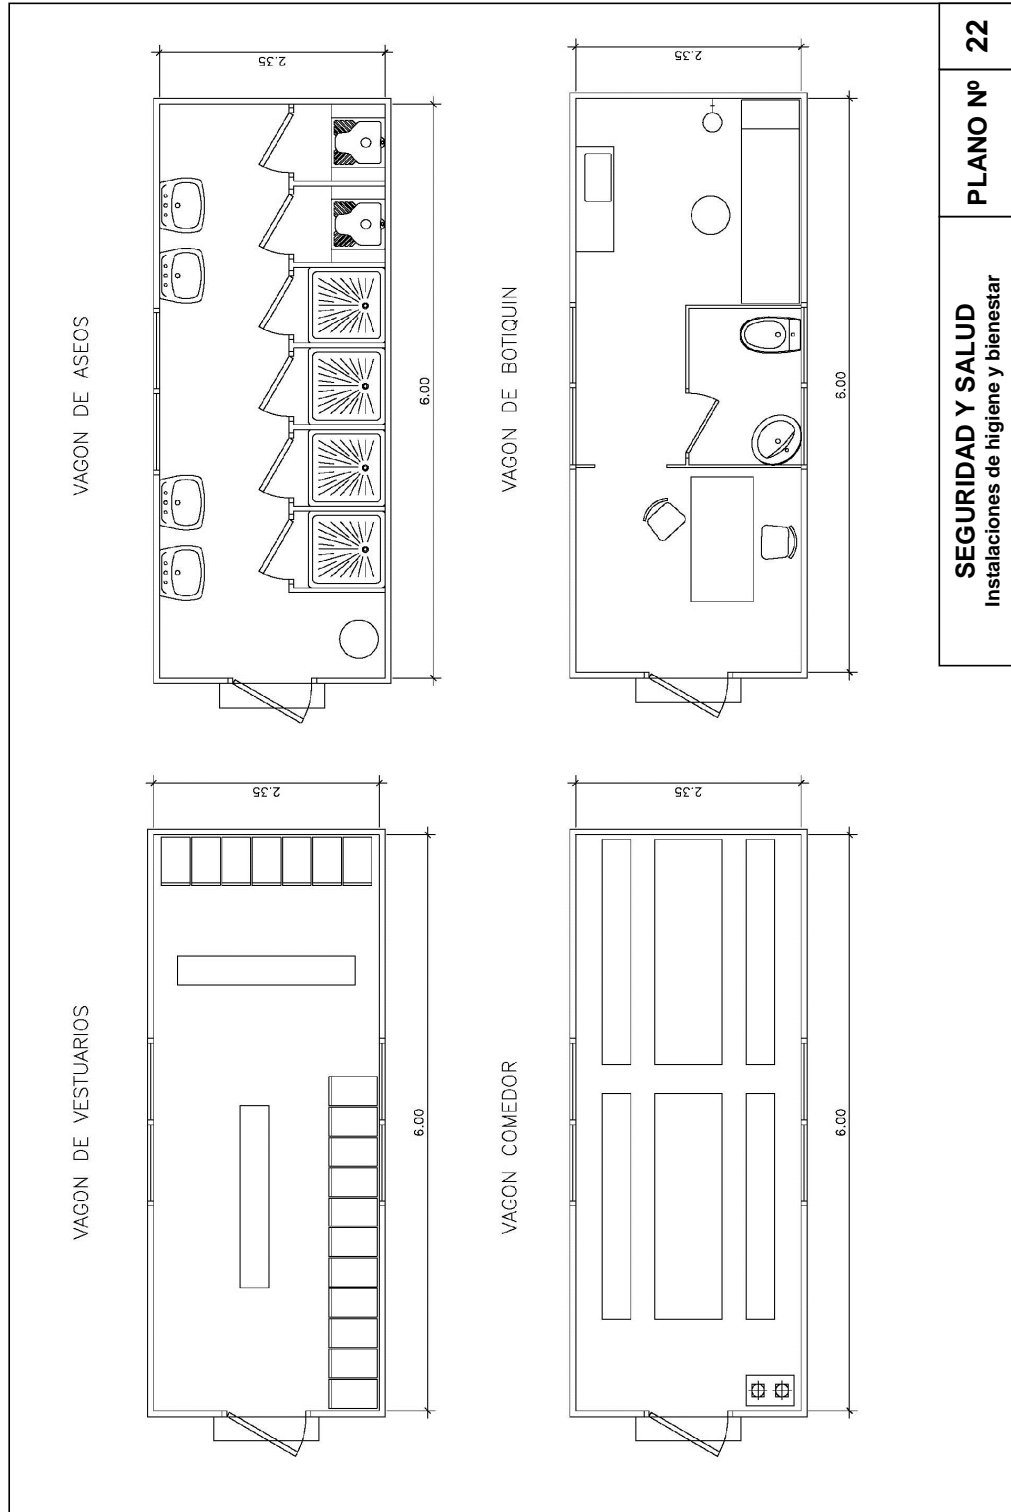 VAGON DE VESTUARIOS
2.35
6.00
VAGON DE ASEOS
2.35
6.00
VAGON COMEDOR
2.35
6.00
VAGON DE BOTIQUIN
2.35
6.00
SEGURIDAD Y SALUD
Instalaciones de higiene y bienestar
PLANO Nº
22